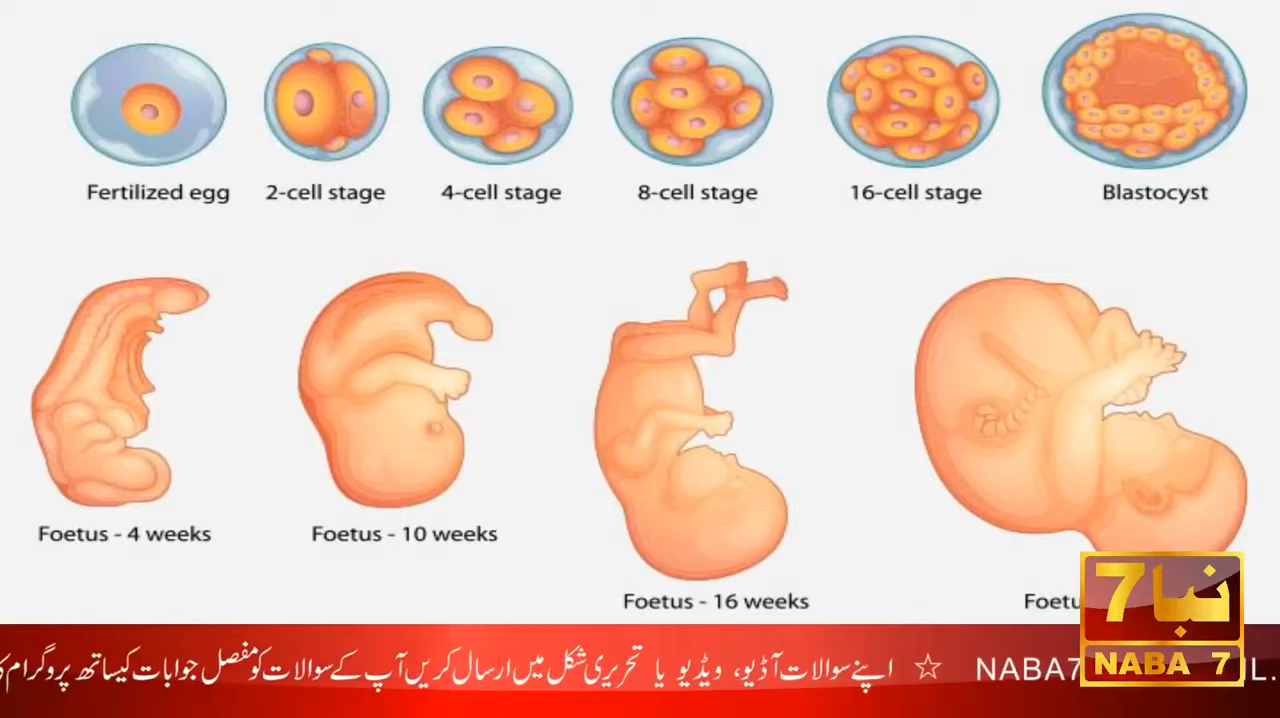 Fertilized egg
2-cell stage
4-cell stage
8-cell stage
16-cell stage
Blastocyst
Foetus - 4 weeks
Foetus - 10 weeks
Foetus - 16 weeks
نبا 7
NABA 7
اپنے سوالات آڈیو، ویڈیو یا تحریری شکل میں ارسال کریں آپ کے سوالات کو مفصل جوابات کیساتھ پروگرام ☆ NABA7